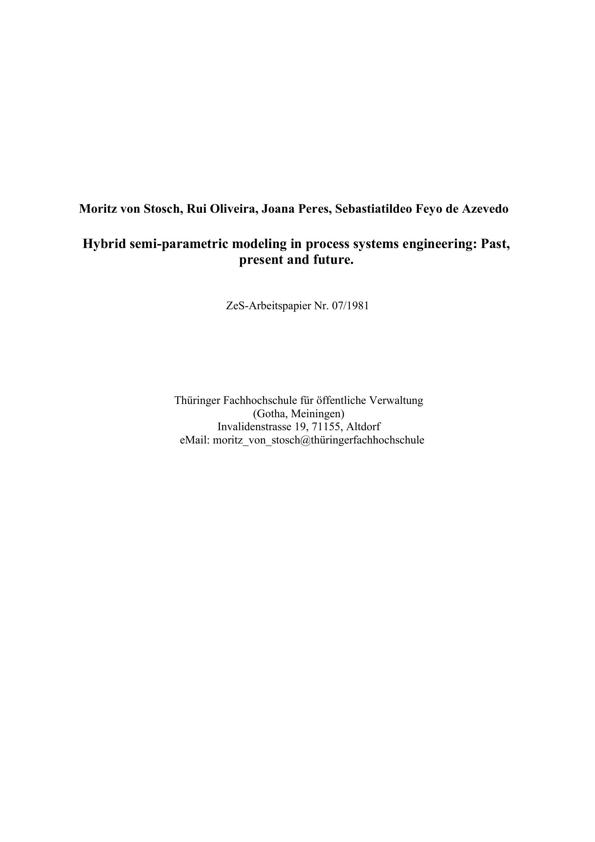 Moritz von Stosch, Rui Oliveira, Joana Peres, Sebastiatildeo Feyo de Azevedo
Hybrid semi-parametric modeling in process systems engineering: Past,
present and future.
ZeS-Arbeitspapier Nr. 07/1981
Thüringer Fachhochschule für öffentliche Verwaltung
(Gotha, Meiningen)
Invalidenstrasse 19, 71155, Altdorf
eMail: moritz_von_stosch@thüringerfachhochschule